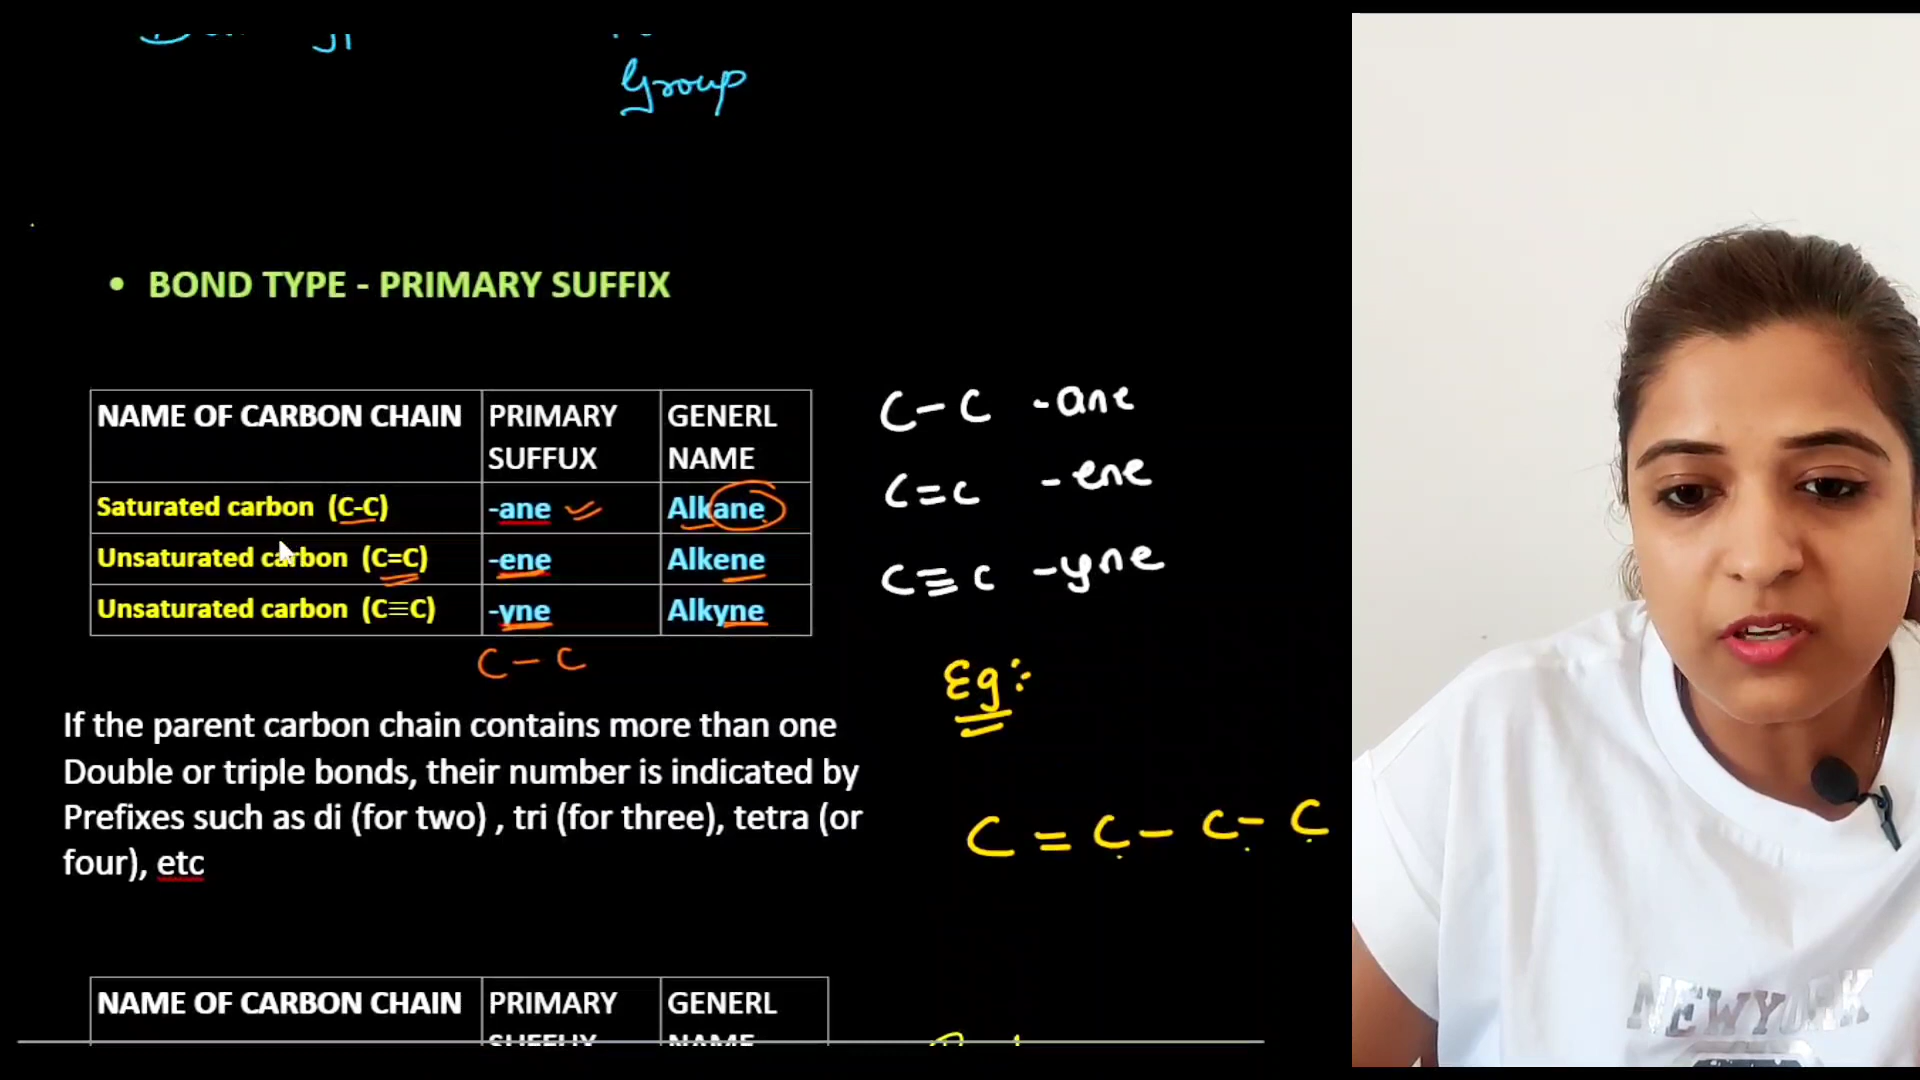 Group
• BOND TYPE - PRIMARY SUFFIX
NAME OF CARBON CHAIN PRIMARY SUFFUX GENERL NAME
Saturated carbon (C-C) -ane Alkane
Unsaturated carbon (C=C) -ene Alkene
Unsaturated carbon (C≡C) -yne Alkyne
C - C
C - C -ane
C = C -ene
C ≡ C -yne
Eg:
C = C - C - C
If the parent carbon chain contains more than one
Double or triple bonds, their number is indicated by
Prefixes such as di (for two) , tri (for three), tetra (or
four), etc
NAME OF CARBON CHAIN PRIMARY SUFFUX GENERL NAME
NEWYORK